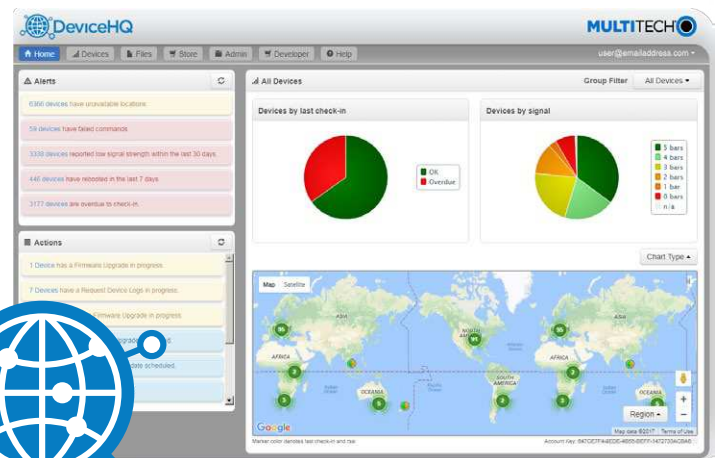 DeviceHQ
MULTITECH
Home
Devices
Files
Store
Admin
Developer
Help
user@emailaddress.com
Alerts
6366 devices have unavailable locations.
59 devices have failed commands.
3339 devices reported low signal strength within the last 30 days.
446 devices have rebooted in the last 7 days.
3177 devices are overdue to check-in.
Actions
1 Device has a Firmware Upgrade in progress.
7 Devices have a Request Device Logs in progress.
Firmware Upgrade in progress.
date scheduled.
All Devices
Group Filter
All Devices
Devices by last check-in
OK
Overdue
Devices by signal
5 bars
4 bars
3 bars
2 bars
1 bar
0 bars
n/a
Chart Type
Map
Satellite
ASIA
NORTH AMERICA
ASIA
AFRICA
AFRICA
SOUTH AMERICA
OCEANIA
OCEANIA
Region
+
−
Google
Map data ©2017
Terms of Use
Marker color denotes last check-in and rssi